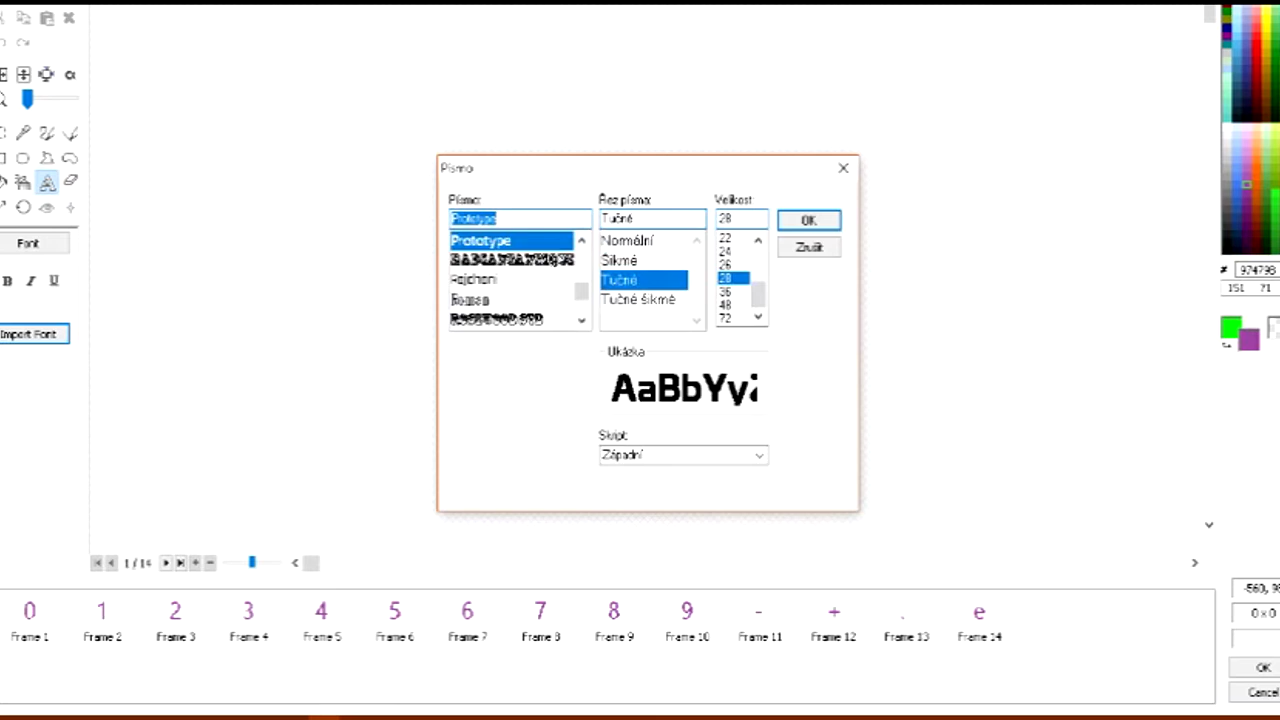 Písmo
Písmo:
Řez písma:
Velikost
Prototype
Tučné
28
OK
Prototype
Normální
22
Zrušit
Šikmé
24
26
Rajdhani
Tučné
28
Roman
Tučné šikmé
36
48
72
Font
B I U
Import Font
# 974798
151 71
Ukázka
AaBbYy
Skript:
Západní
1 / 14
0 1 2 3 4 5 6 7 8 9 - + . e
Frame 1 Frame 2 Frame 3 Frame 4 Frame 5 Frame 6 Frame 7 Frame 8 Frame 9 Frame 10 Frame 11 Frame 12 Frame 13 Frame 14
0 x 0
OK
Cancel